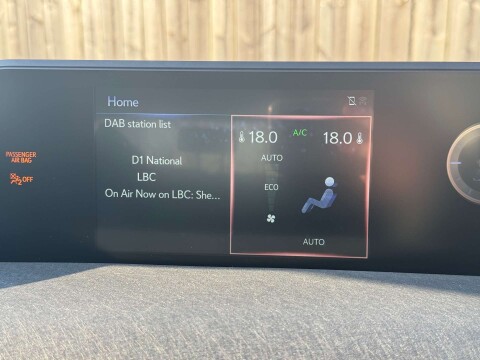 Home
DAB station list
D1 National
LBC
On Air Now on LBC: She...
18.0 A/C 18.0
AUTO
ECO
AUTO
PASSENGER
AIR BAG
2 OFF